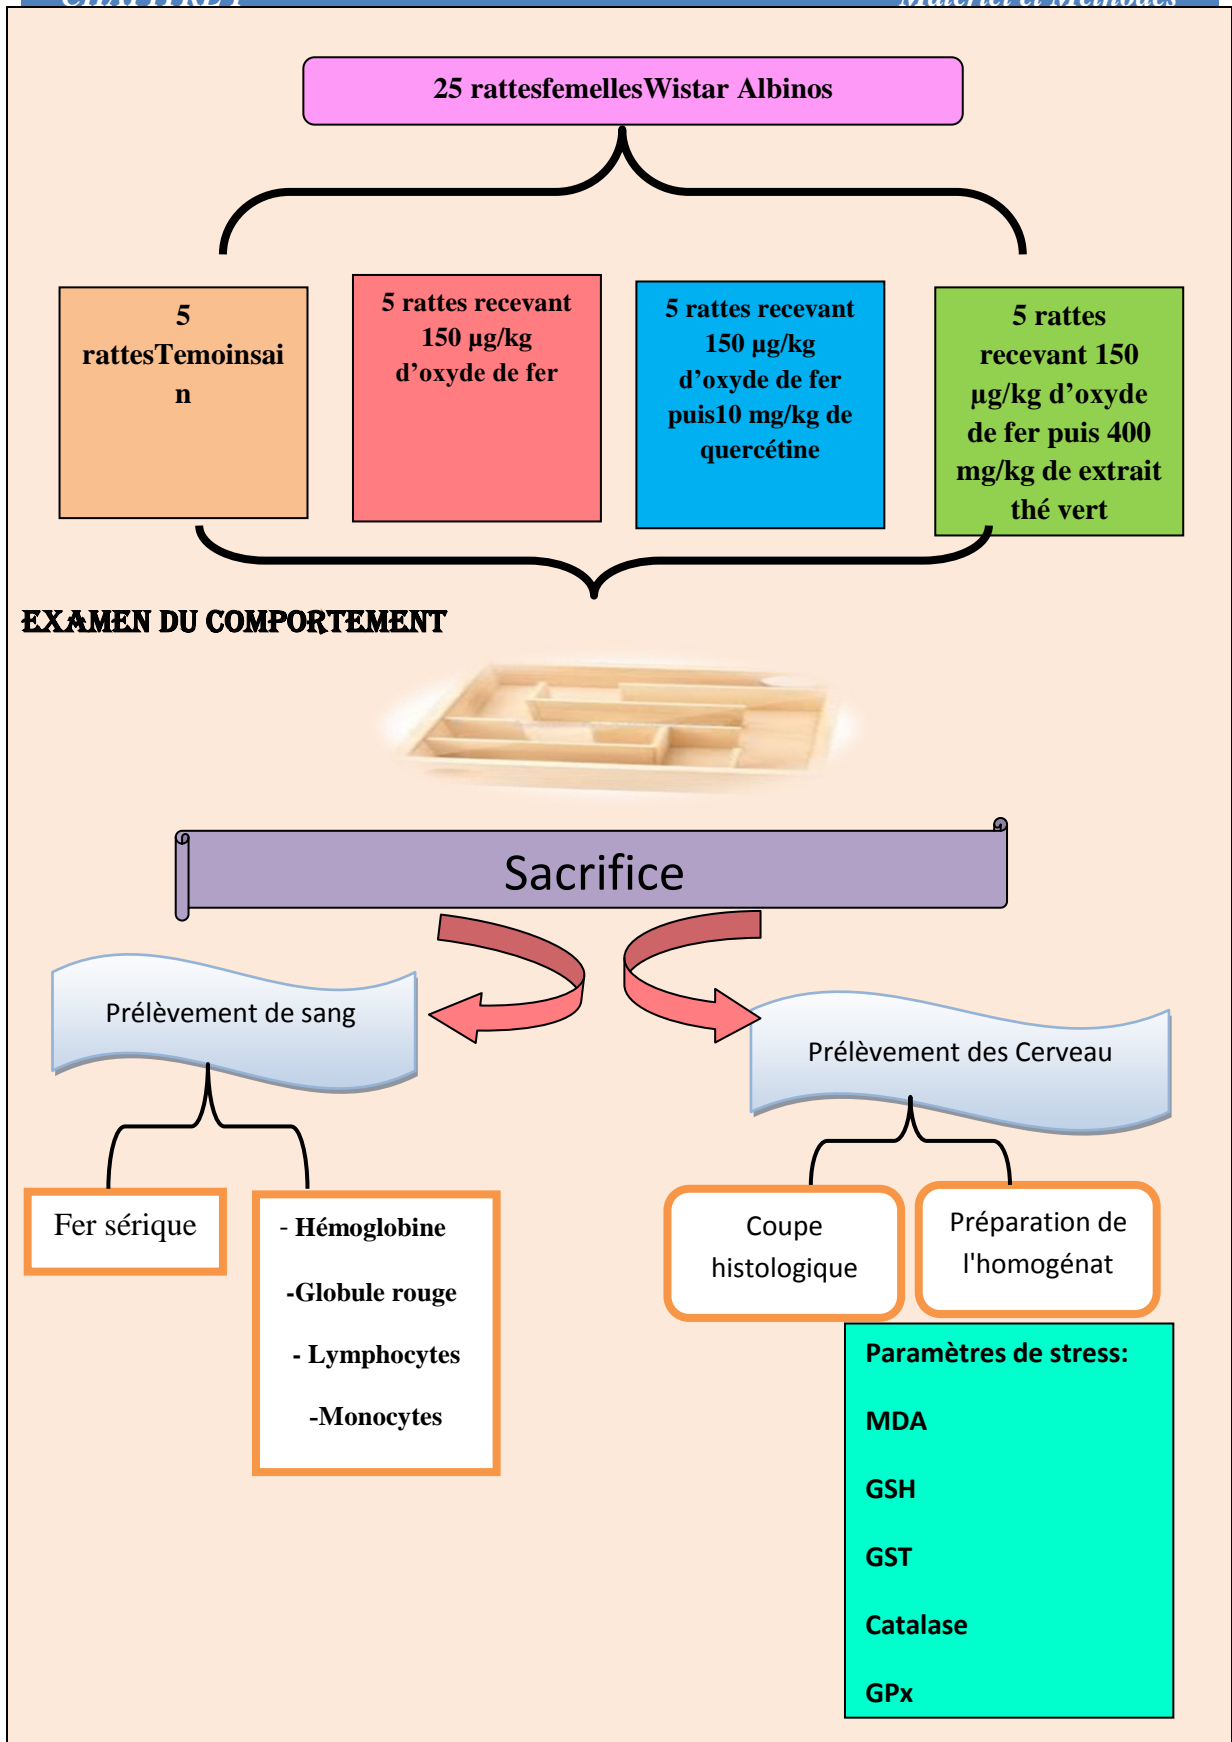 25 rattesfemellesWistar Albinos
5
rattesTemoinsai
n
5 rattes recevant
150 µg/kg
d’oxyde de fer
5 rattes recevant
150 µg/kg
d’oxyde de fer
puis10 mg/kg de
quercétine
5 rattes
recevant 150
µg/kg d’oxyde
de fer puis 400
mg/kg de extrait
thé vert
EXAMEN DU COMPORTEMENT
Sacrifice
Prélèvement de sang
Prélèvement des Cerveau
Fer sérique
- Hémoglobine
-Globule rouge
- Lymphocytes
-Monocytes
Coupe
histologique
Préparation de
l'homogénat
Paramètres de stress:
MDA
GSH
GST
Catalase
GPx